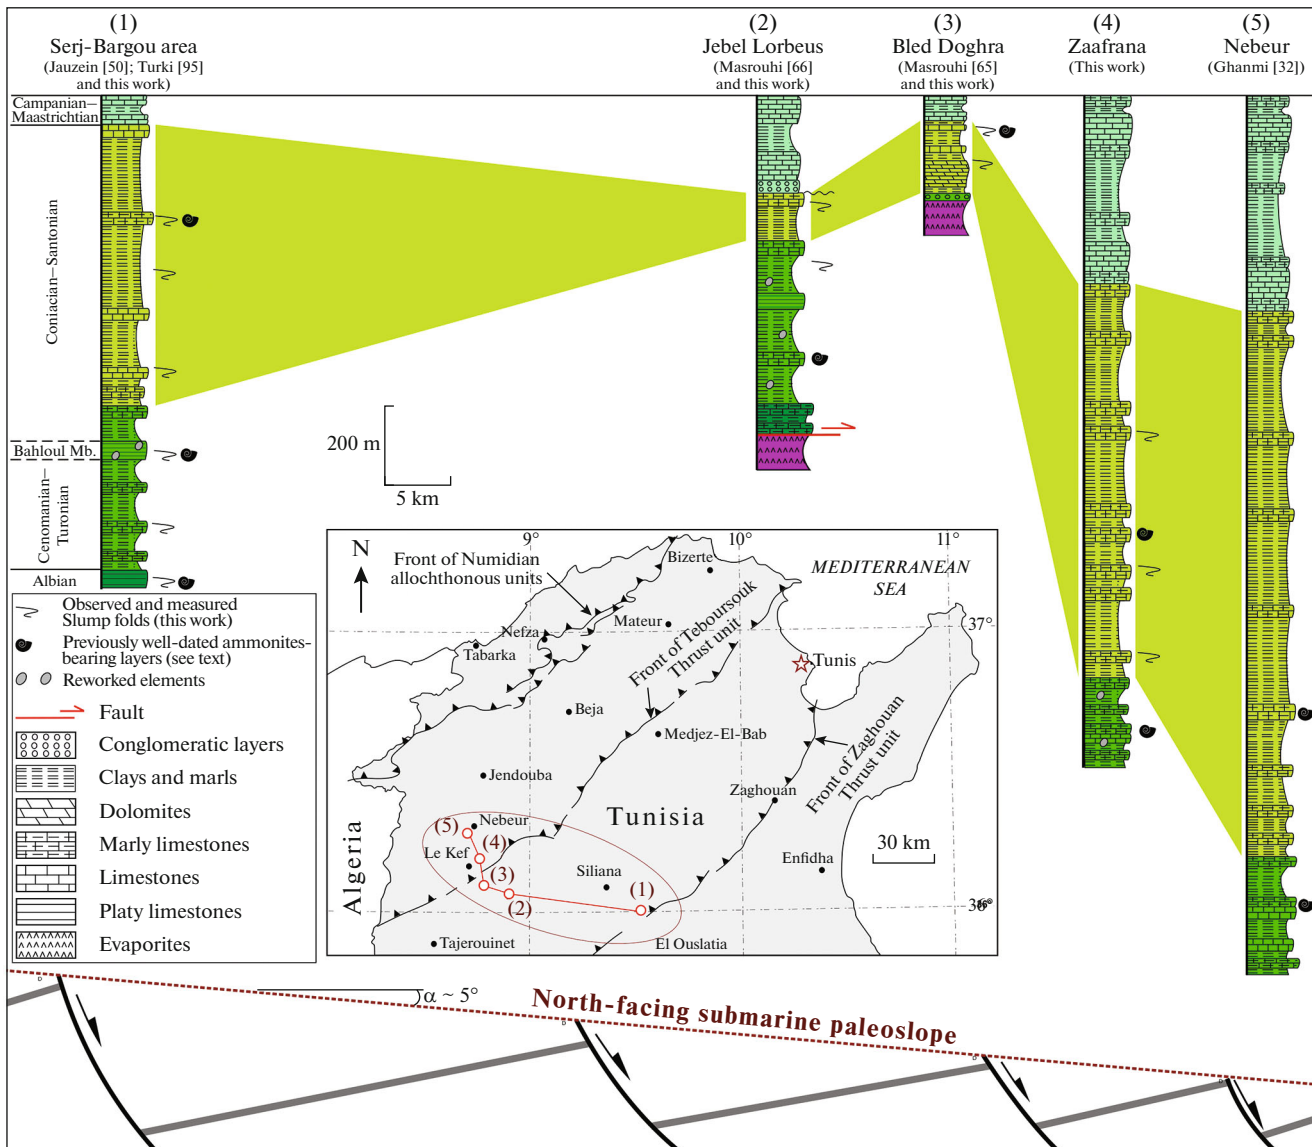 (1)
Serj-Bargou area
(Jauzein [50]; Turki [95]
and this work)
(2)
Jebel Lorbeus
(Masrouhi [66]
and this work)
(3)
Bled Doghra
(Masrouhi [65]
and this work)
(4)
Zaafrana
(This work)
(5)
Nebeur
(Ghanmi [32])
Campanian–
Maastrichtian
Coniacian–Santonian
Bahloul Mb.
Cenomanian–
Turonian
Albian
200 m
5 km
Observed and measured
Slump folds (this work)
Previously well-dated ammonites-
bearing layers (see text)
Reworked elements
Fault
Conglomeratic layers
Clays and marls
Dolomites
Marly limestones
Limestones
Platy limestones
Evaporites
N
9°
10°
11°
37°
36°
Front of Numidian
allochthonous units
Bizerte
MEDITERRANEAN
SEA
Mateur
Nefza
Tabarka
Front of Teboursouk
Thrust unit
Tunis
Beja
Medjez-El-Bab
Front of Zaghouan
Thrust unit
Jendouba
Zaghouan
Tunisia
Algeria
Nebeur
(5)
(4)
Le Kef
(3)
(2)
Siliana
(1)
30 km
Enfidha
El Ouslatia
Tajerouinet
α ~ 5°
North-facing submarine paleoslope